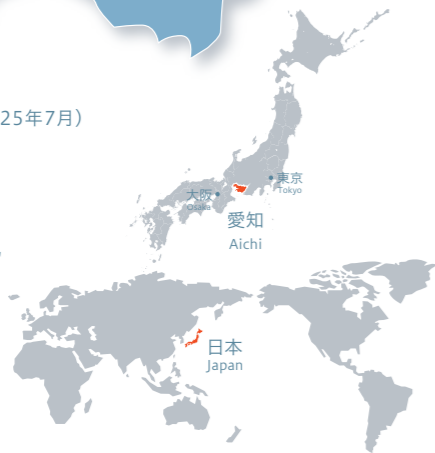 25年7月）
東京
Tokyo
大阪
Osaka
愛知
Aichi
日本
Japan